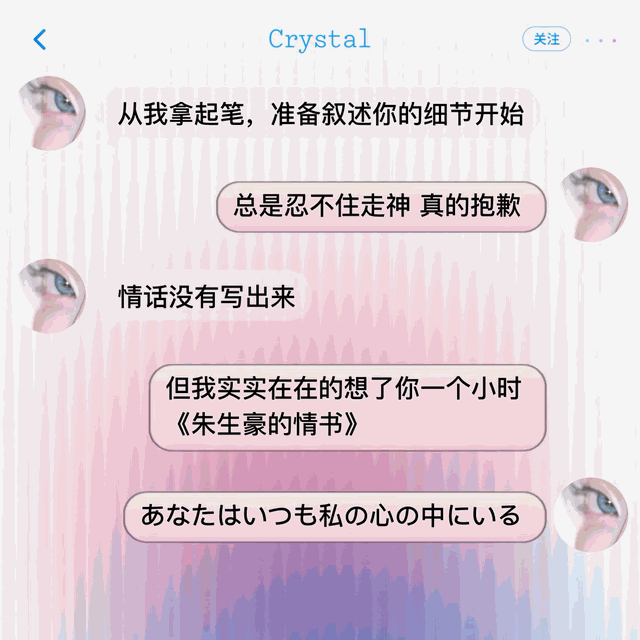 Crystal
关注
从我拿起笔，准备叙述你的细节开始
总是忍不住走神 真的抱歉
情话没有写出来
但我实实在在的想了你一个小时
《朱生豪的情书》
あなたはいつも私の心の中にいる